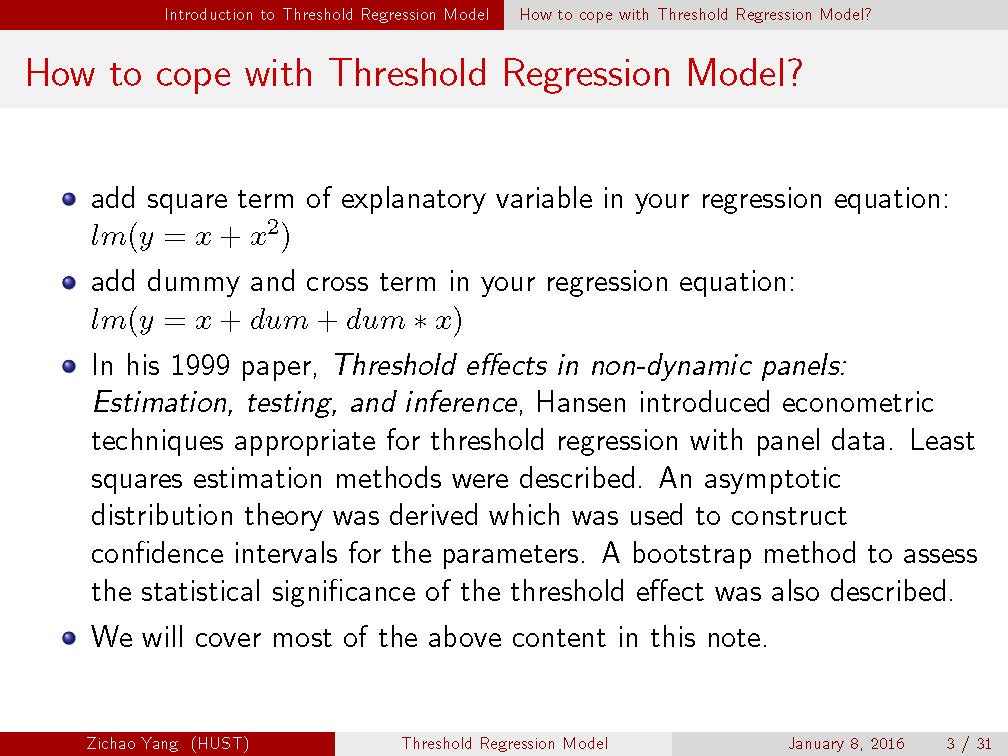 Introduction to Threshold Regression Model How to cope with Threshold Regression Model?
How to cope with Threshold Regression Model?
add square term of explanatory variable in your regression equation:
lm(y = x + x²)
add dummy and cross term in your regression equation:
lm(y = x + dum + dum ∗ x)
In his 1999 paper, Threshold effects in non-dynamic panels:
Estimation, testing, and inference, Hansen introduced econometric
techniques appropriate for threshold regression with panel data. Least
squares estimation methods were described. An asymptotic
distribution theory was derived which was used to construct
confidence intervals for the parameters. A bootstrap method to assess
the statistical significance of the threshold effect was also described.
We will cover most of the above content in this note.
Zichao Yang (HUST) Threshold Regression Model January 8, 2016 3 / 31